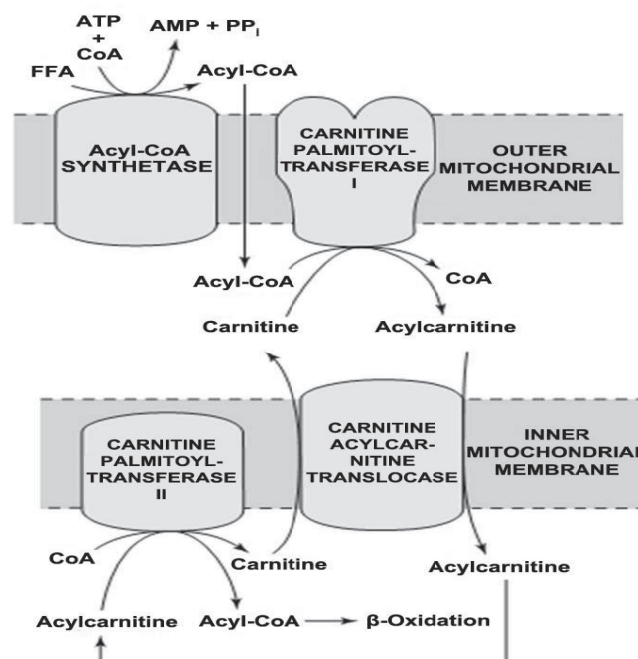 ATP
+
CoA
AMP + PPi
FFA
Acyl-CoA
Acyl-CoA
SYNTHETASE
CARNITINE
PALMITOYL-
TRANSFERASE
I
OUTER
MITOCHONDRIAL
MEMBRANE
Acyl-CoA
CoA
Carnitine
Acylcarnitine
CARNITINE
PALMITOYL-
TRANSFERASE
II
CARNITINE
ACYLCAR-
NITINE
TRANSLOCASE
INNER
MITOCHONDRIAL
MEMBRANE
CoA
Carnitine
Acylcarnitine
Acylcarnitine
Acyl-CoA
β-Oxidation